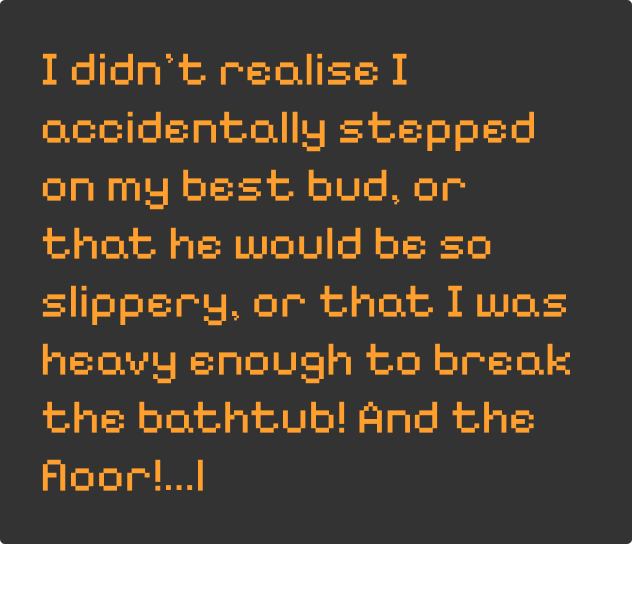 I didn't realise I
accidentally stepped
on my best bud, or
that he would be so
slippery, or that I was
heavy enough to break
the bathtub! And the
floor!...|